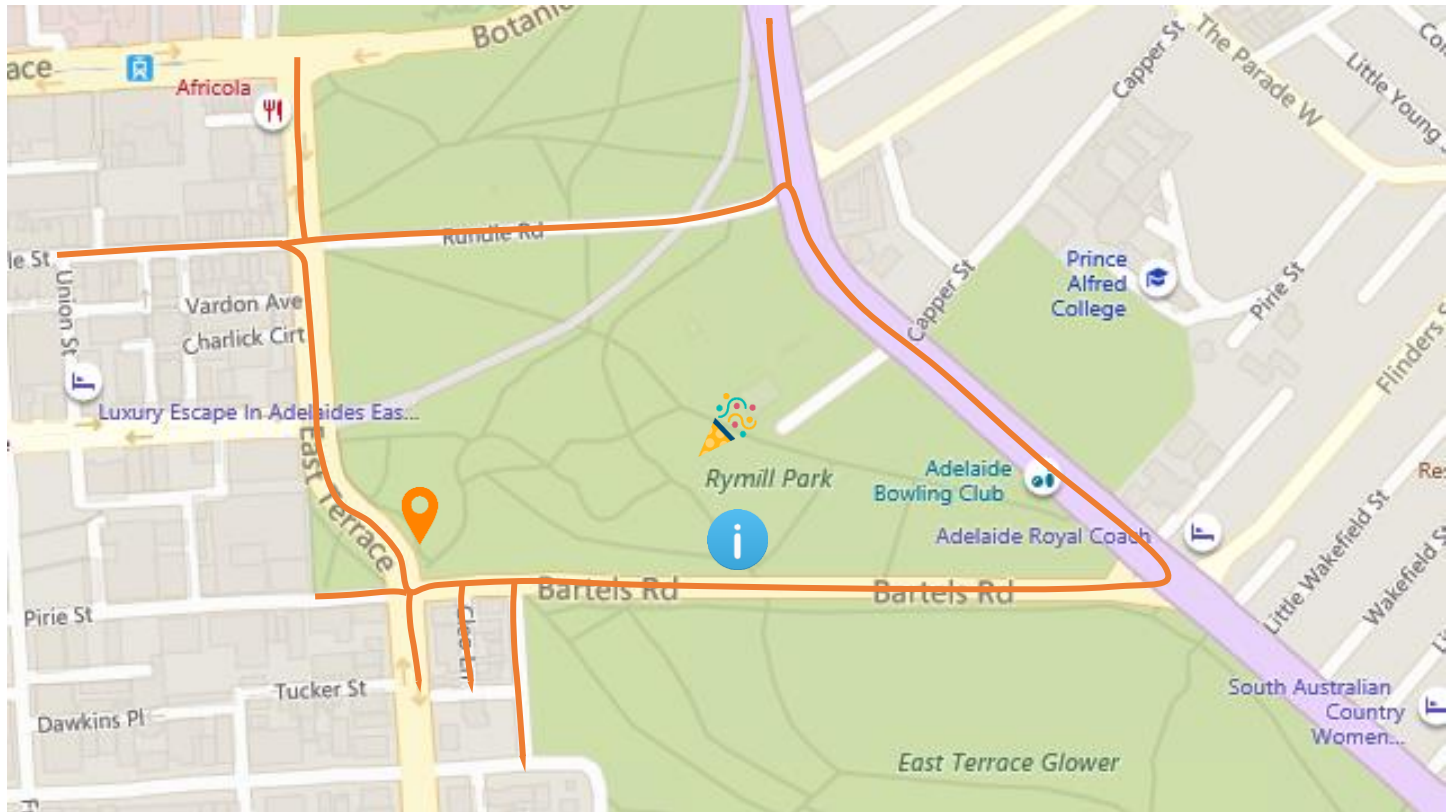 Botanic
ace
Africola
Capper St
The Parade W
Little Young
Rundle Rd
le St
Union St
Vardon Ave
Charlick Cirt
Prince
Alfred
College
Capper St
Pirie St
Flinders
Luxury Escape In Adelaides Eas...
East Terrace
Rymill Park
Adelaide
Bowling Club
Adelaide Royal Coach
i
Bartels Rd
Bartels Rd
Little Wakefield St
Wakefield St
Pirie St
Tucker St
Dawkins Pl
South Australian
Country
Women...
East Terrace Glower